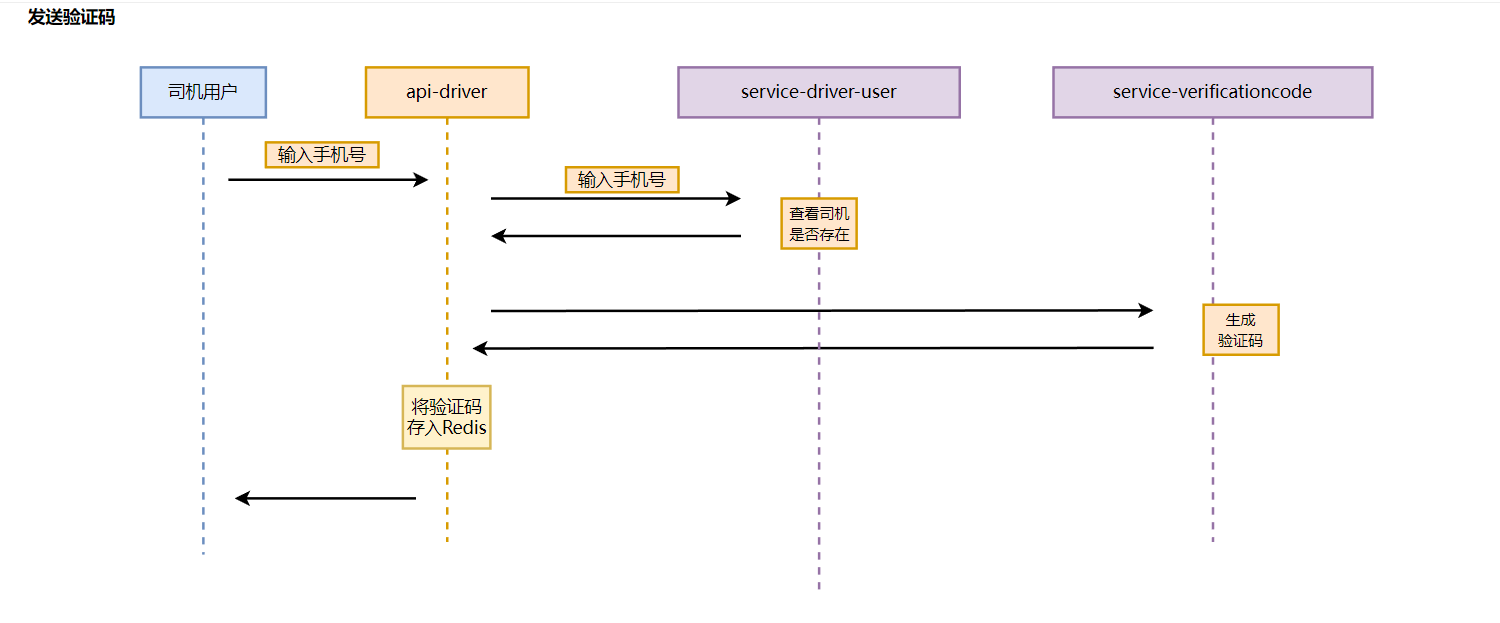 发送验证码
司机用户
api-driver
service-driver-user
service-verificationcode
输入手机号
输入手机号
查看司机
是否存在
生成
验证码
将验证码
存入Redis